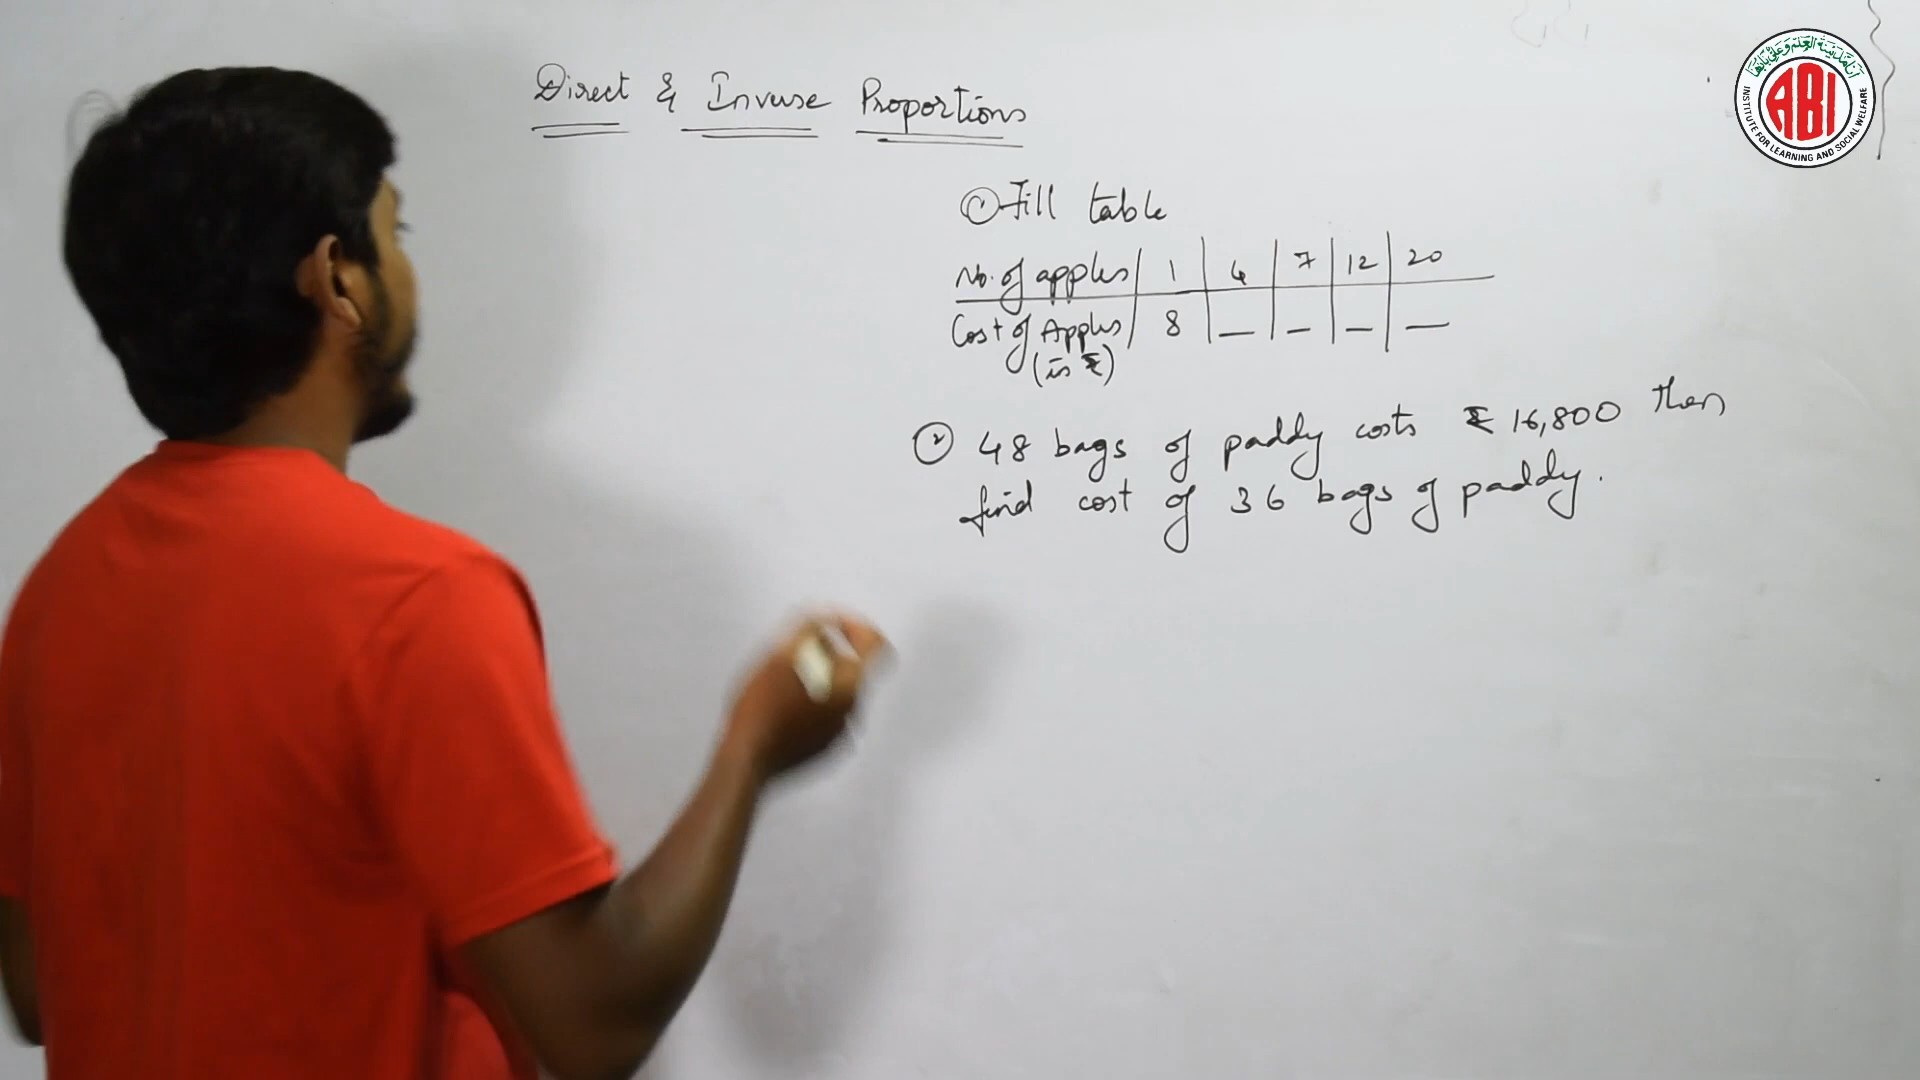 Direct & Inverse Proportions
① Fill table
No. of apples | 1 | 4 | 7 | 12 | 20
Cost of Apples | 8 | — | — | — | —
(in ₹)
② 48 bags of paddy costs ₹ 16,800 then
find cost of 36 bags of paddy.
ABI
INSTITUTE FOR LEARNING AND SOCIAL WELFARE